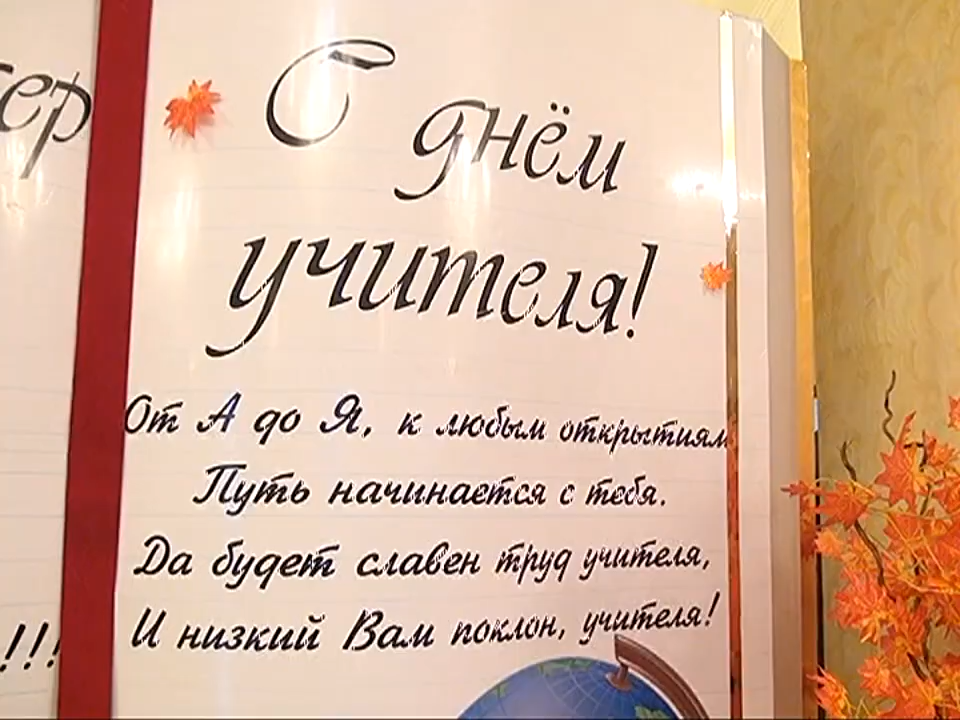 С днём
учителя!
От А до Я, к любым открытиям
Путь начинается с тебя.
Да будет славен труд учителя,
И низкий Вам поклон, учителя!
!!!